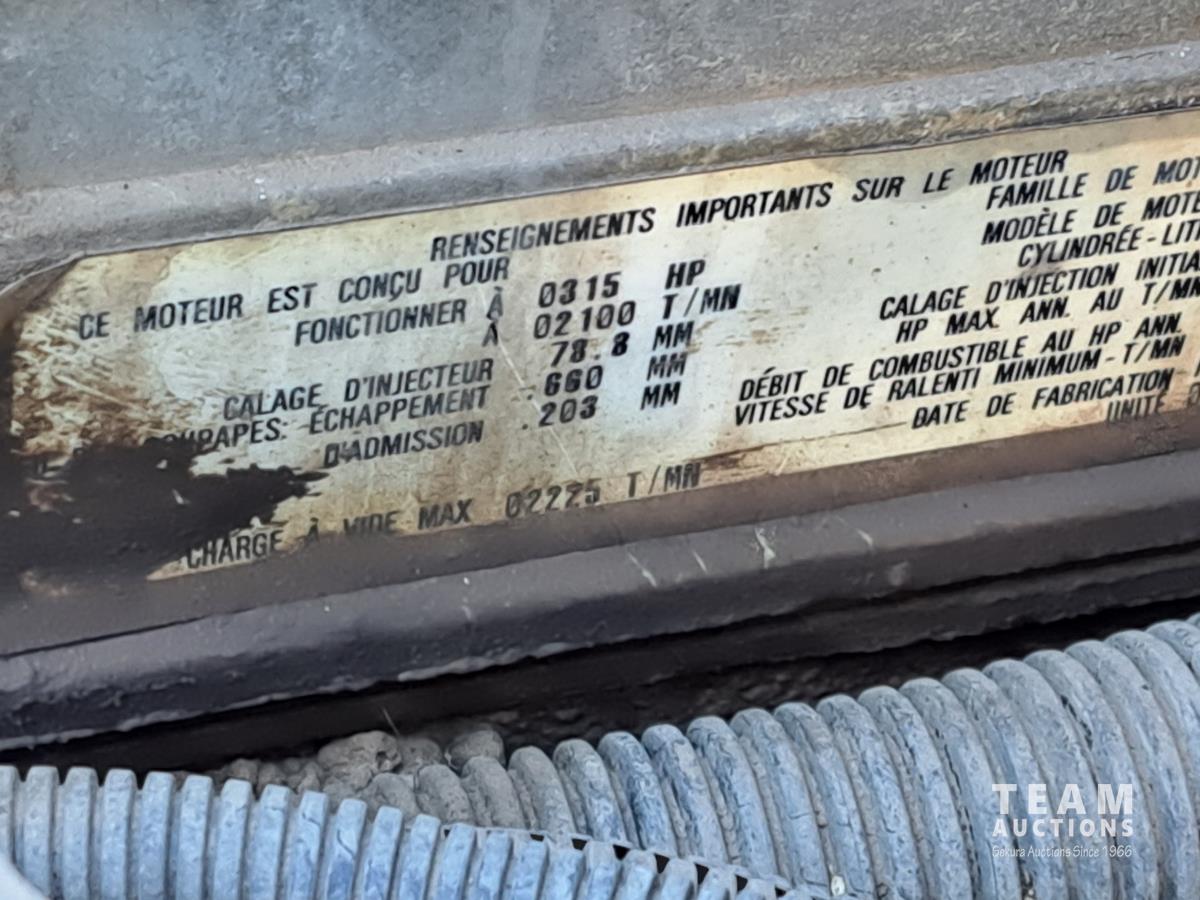 RENSEIGNEMENTS IMPORTANTS SUR LE MOTEUR
CE MOTEUR EST CONÇU POUR
FONCTIONNER À 0315 HP
À 02100 T/MN
CALAGE D'INJECTEUR 78.8 MM
ÉCHAPPEMENT .660 MM
D'ADMISSION .203 MM
CHARGE À VIDE MAX 02225 T/MN
FAMILLE DE MOT
MODÈLE DE MOTE
CYLINDRÉE-LIT
CALAGE D'INJECTION INITIA
HP MAX. ANN. AU T/MN
DÉBIT DE COMBUSTIBLE AU HP ANN.
VITESSE DE RALENTI MINIMUM-T/MN
DATE DE FABRICATION
UNITÉ
TEAM
AUCTIONS
Sakura Auctions Since 1966